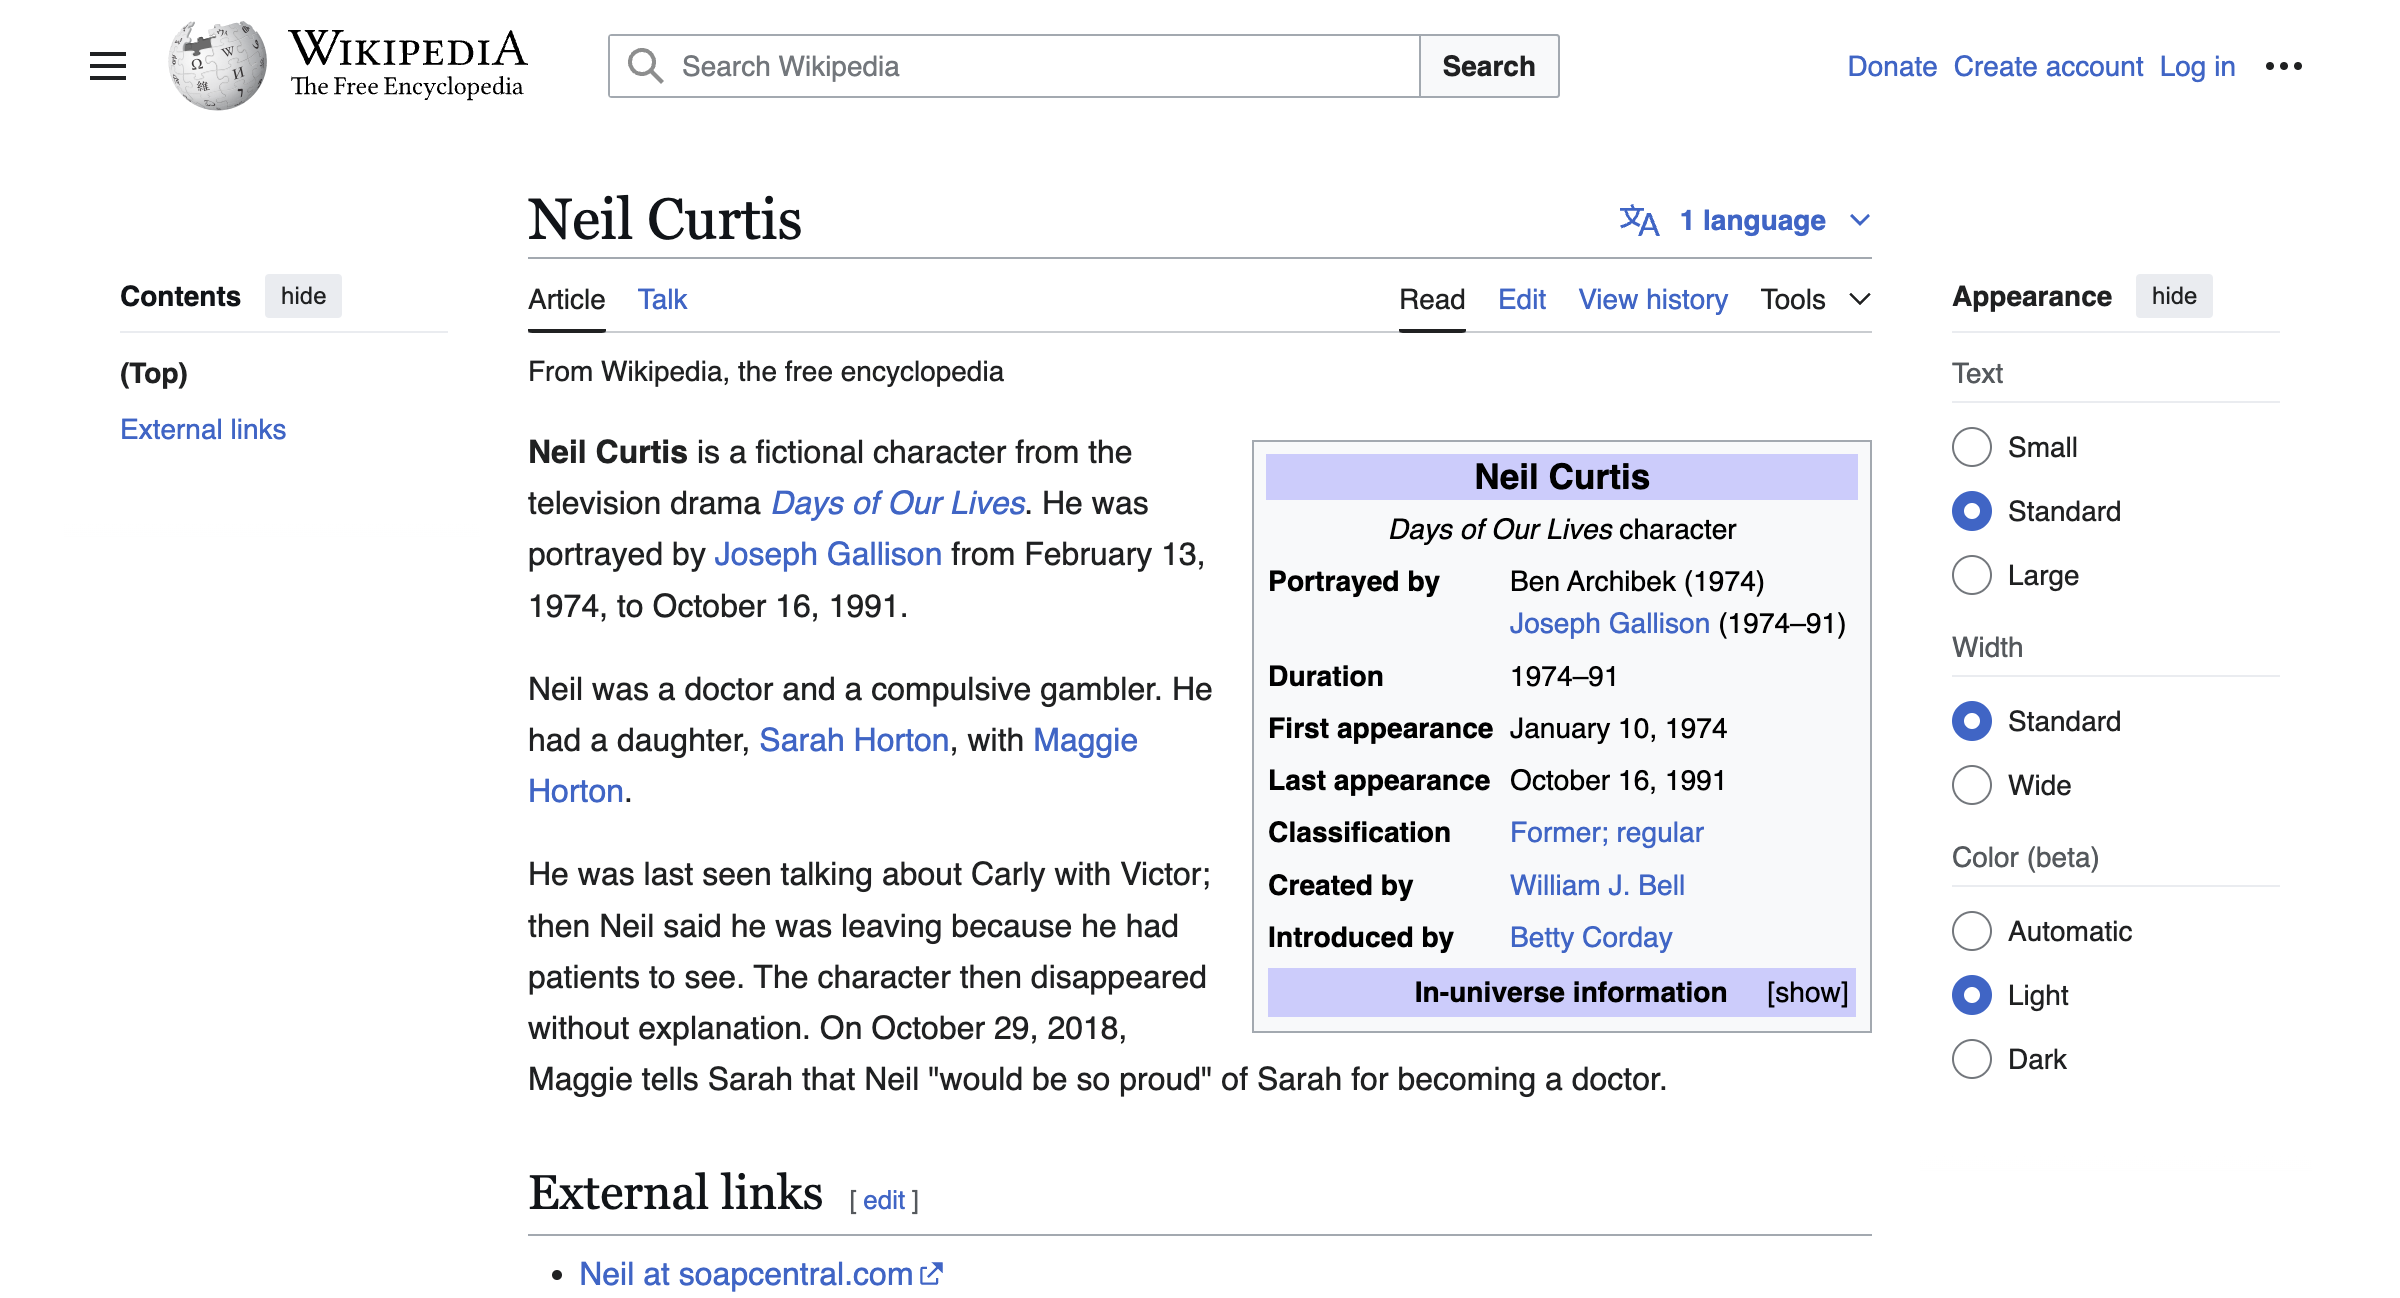 WIKIPEDIA
The Free Encyclopedia
Search Wikipedia
Search
Donate Create account Log in
Neil Curtis
1 language
Contents hide
(Top)
External links
Article Talk
Read Edit View history Tools
From Wikipedia, the free encyclopedia
Neil Curtis is a fictional character from the
television drama Days of Our Lives. He was
portrayed by Joseph Gallison from February 13,
1974, to October 16, 1991.
Neil was a doctor and a compulsive gambler. He
had a daughter, Sarah Horton, with Maggie
Horton.
He was last seen talking about Carly with Victor;
then Neil said he was leaving because he had
patients to see. The character then disappeared
without explanation. On October 29, 2018,
Maggie tells Sarah that Neil "would be so proud" of Sarah for becoming a doctor.
Neil Curtis
Days of Our Lives character
Portrayed by Ben Archibek (1974)
Joseph Gallison (1974–91)
Duration 1974–91
First appearance January 10, 1974
Last appearance October 16, 1991
Classification Former; regular
Created by William J. Bell
Introduced by Betty Corday
In-universe information [show]
External links [ edit ]
• Neil at soapcentral.com
Appearance hide
Text
Small
Standard
Large
Width
Standard
Wide
Color (beta)
Automatic
Light
Dark